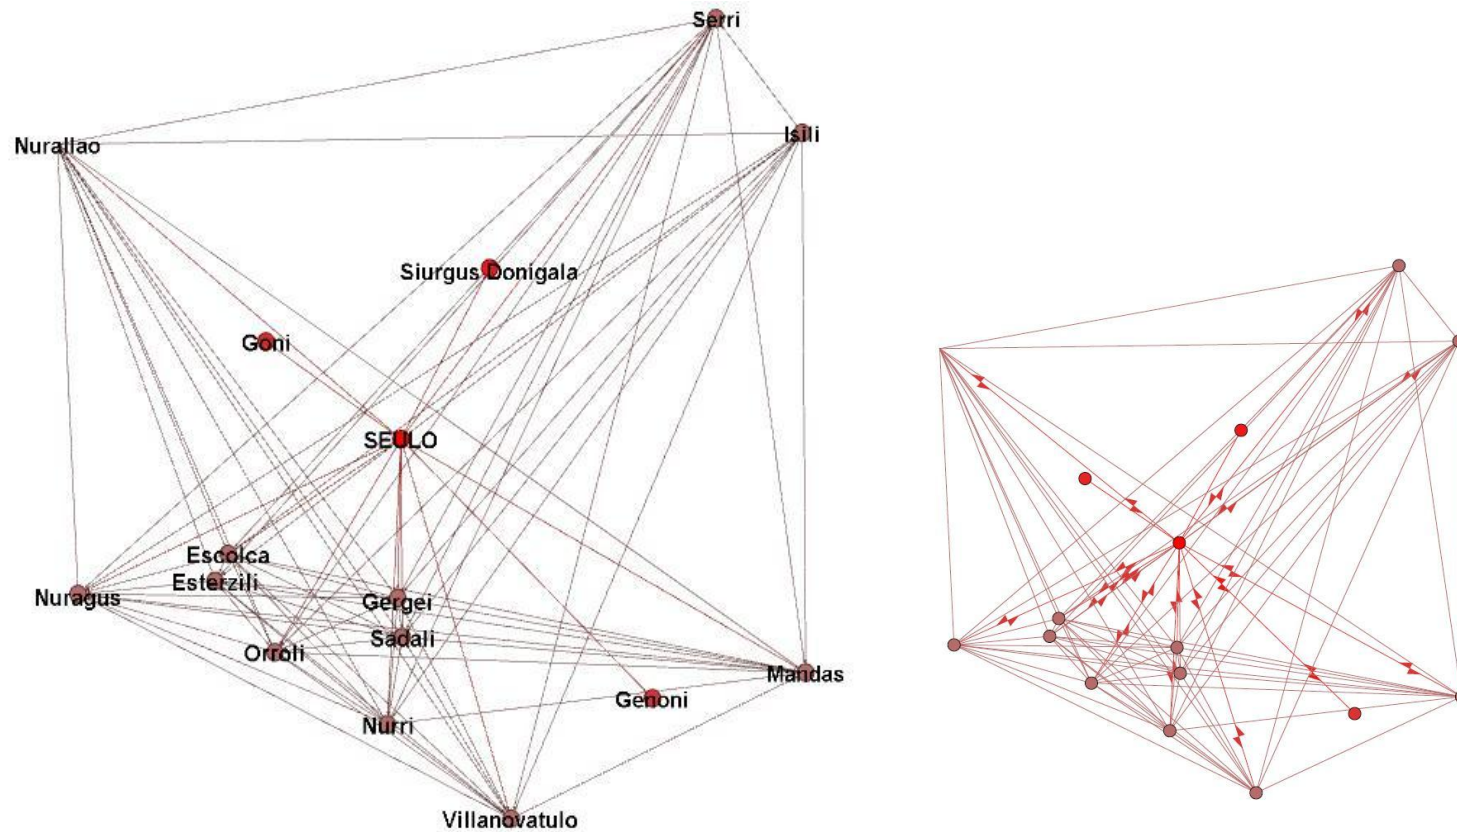 Serri
Isili
Nurallao
Siurgus Donigala
Goni
SEULO
Escolca
Esterzili
Nuragus
Gergei
Sadali
Orroli
Mandas
Genoni
Nurri
Villanovatulo